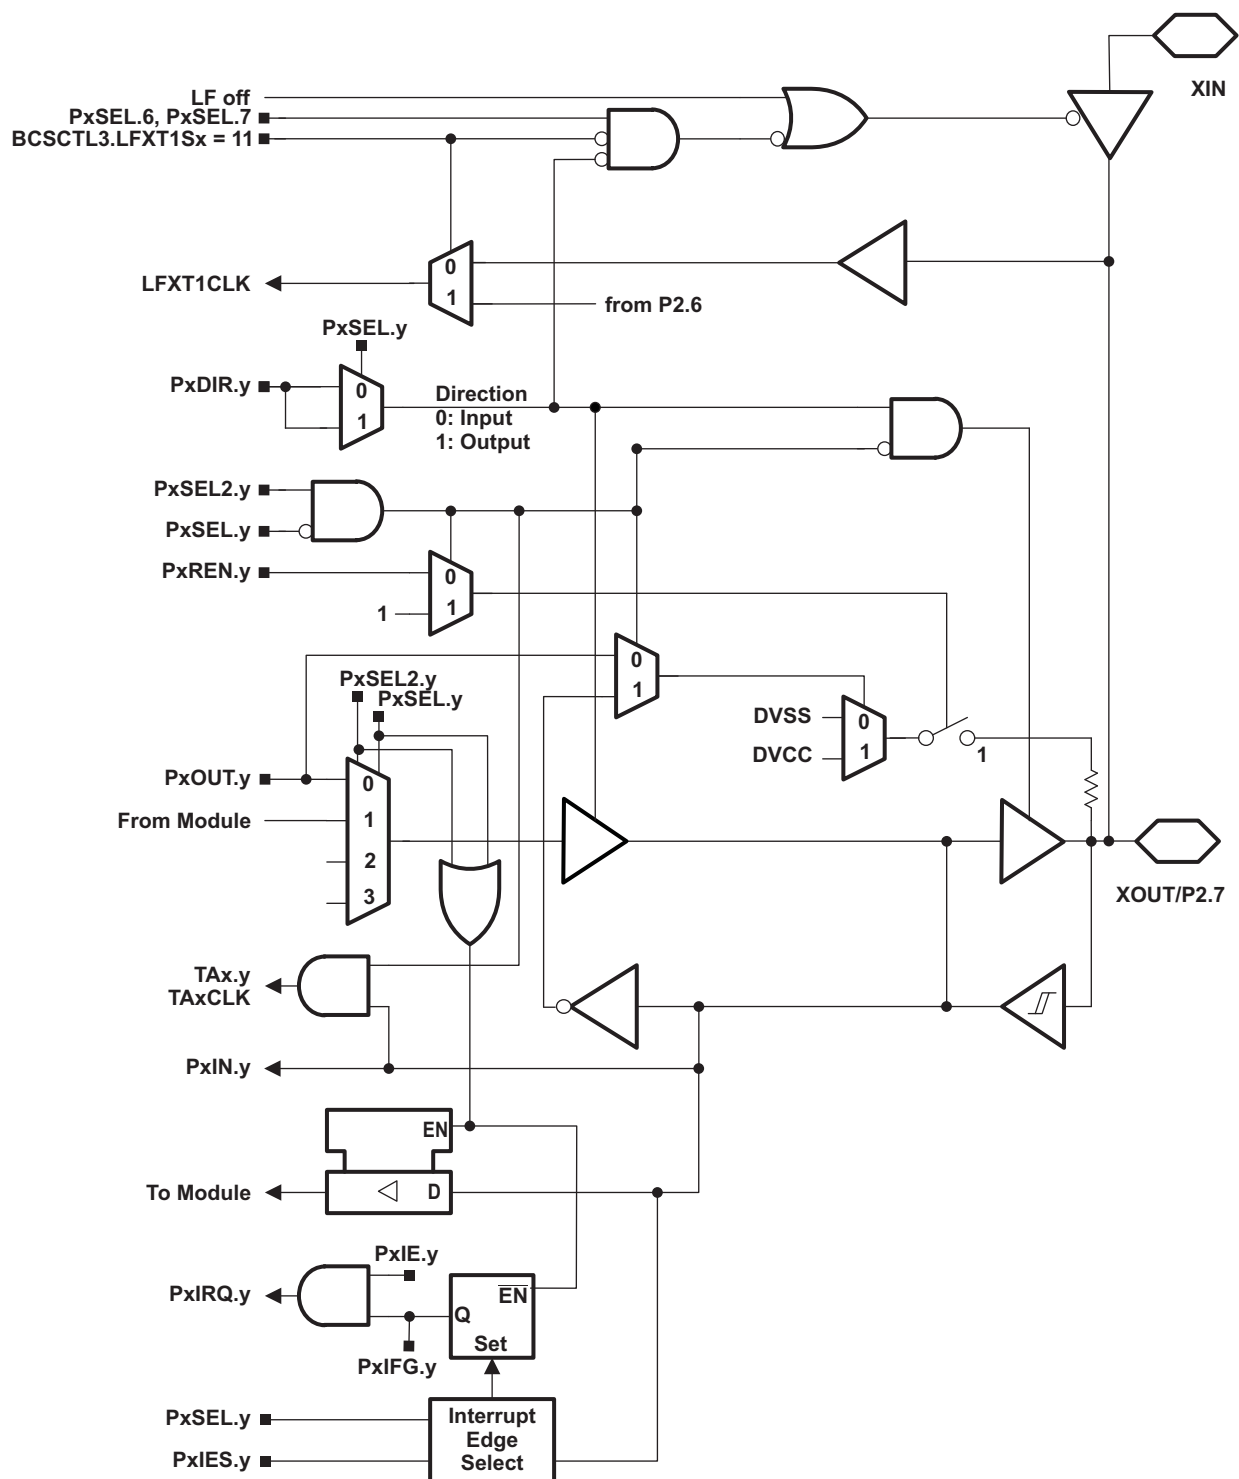 XIN
LF off
PxSEL.6, PxSEL.7
BCSCTL3.LFXT1Sx = 11
0
LFXT1CLK
1
from P2.6
PxSEL.y
PxDIR.y
0
1
Direction
0: Input
1: Output
PxSEL2.y
PxSEL.y
PxREN.y
0
1
1
0
1
PxSEL2.y
PxSEL.y
DVSS
0
DVCC
1
1
PxOUT.y
0
From Module
1
2
3
XOUT/P2.7
TAx.y
TAxCLK
PxIN.y
EN
To Module
D
PxIE.y
PxIRQ.y
EN
Q
Set
PxIFG.y
PxSEL.y
PxIES.y
Interrupt
Edge
Select